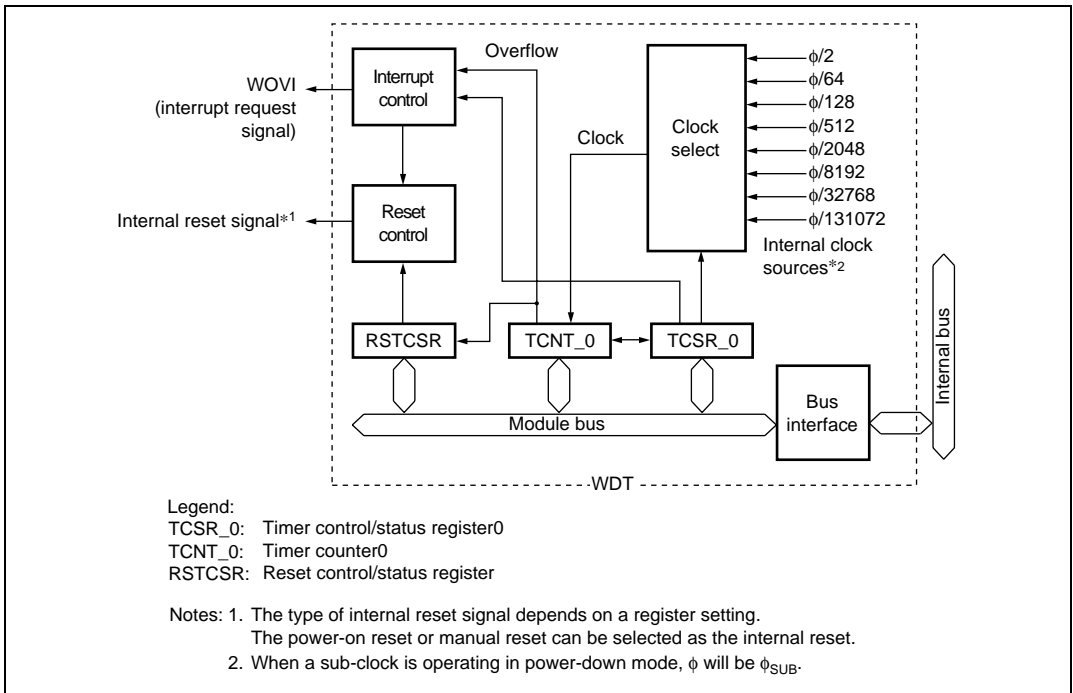 Overflow
Interrupt
control
WOVI
(interrupt request
signal)
Clock
Clock
select
ϕ/2
ϕ/64
ϕ/128
ϕ/512
ϕ/2048
ϕ/8192
ϕ/32768
ϕ/131072
Internal clock
sources*2
Internal reset signal*1
Reset
control
RSTCSR
TCNT_0
TCSR_0
Module bus
Bus
interface
Internal bus
WDT
Legend:
TCSR_0: Timer control/status register0
TCNT_0: Timer counter0
RSTCSR: Reset control/status register
Notes: 1. The type of internal reset signal depends on a register setting.
The power-on reset or manual reset can be selected as the internal reset.
2. When a sub-clock is operating in power-down mode, ϕ will be ϕSUB.